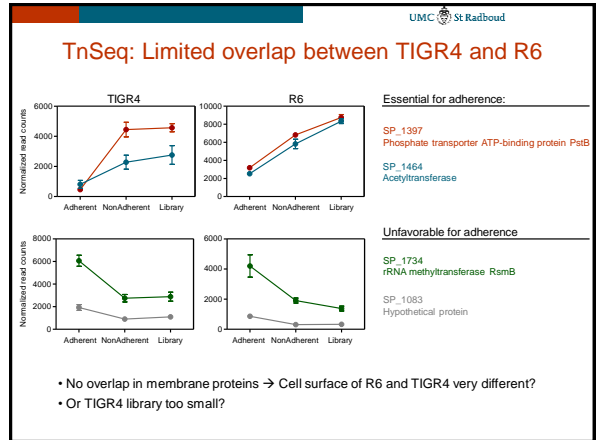 UMC St Radboud
TnSeq: Limited overlap between TIGR4 and R6
TIGR4
Normalized read counts
6000
4000
2000
0
Adherent NonAdherent Library
R6
10000
8000
6000
4000
2000
0
Adherent NonAdherent Library
Essential for adherence:
SP_1397
Phosphate transporter ATP-binding protein PstB
SP_1464
Acetyltransferase
Normalized read counts
8000
6000
4000
2000
0
Adherent NonAdherent Library
6000
4000
2000
0
Adherent NonAdherent Library
Unfavorable for adherence
SP_1734
rRNA methyltransferase RsmB
SP_1083
Hypothetical protein
• No overlap in membrane proteins → Cell surface of R6 and TIGR4 very different?
• Or TIGR4 library too small?